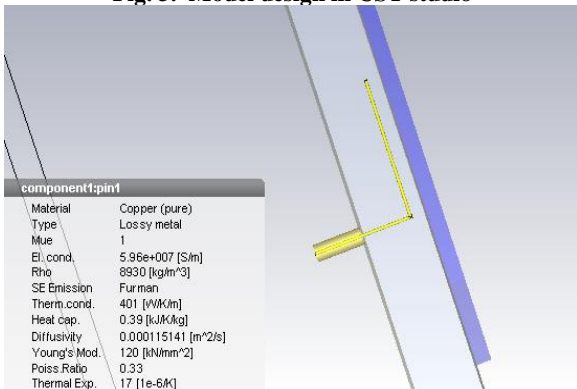 Fig. 3. Model design in CST studio
component1:pin1
Material Copper (pure)
Type Lossy metal
Mue 1
El. cond. 5.96e+007 [S/m]
Rho 8930 [kg/m^3]
SE Emission Furman
Therm.cond. 401 [W/K/m]
Heat cap. 0.39 [kJ/K/kg]
Diffusivity 0.000115141 [m^2/s]
Young's Mod. 120 [kN/mm^2]
Poiss.Ratio 0.33
Thermal Exp. 17 [1e-6/K]